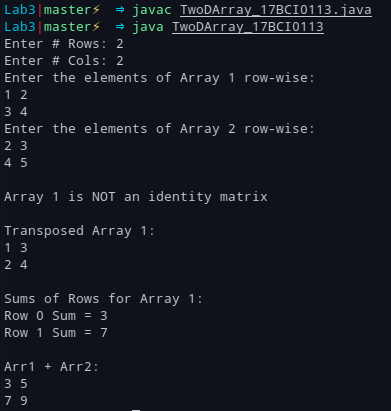 Lab3|master⚡ ⇒ javac TwoDArray_17BCI0113.java
Lab3|master⚡ ⇒ java TwoDArray_17BCI0113
Enter # Rows: 2
Enter # Cols: 2
Enter the elements of Array 1 row-wise:
1 2
3 4
Enter the elements of Array 2 row-wise:
2 3
4 5
Array 1 is NOT an identity matrix
Transposed Array 1:
1 3
2 4
Sums of Rows for Array 1:
Row 0 Sum = 3
Row 1 Sum = 7
Arr1 + Arr2:
3 5
7 9